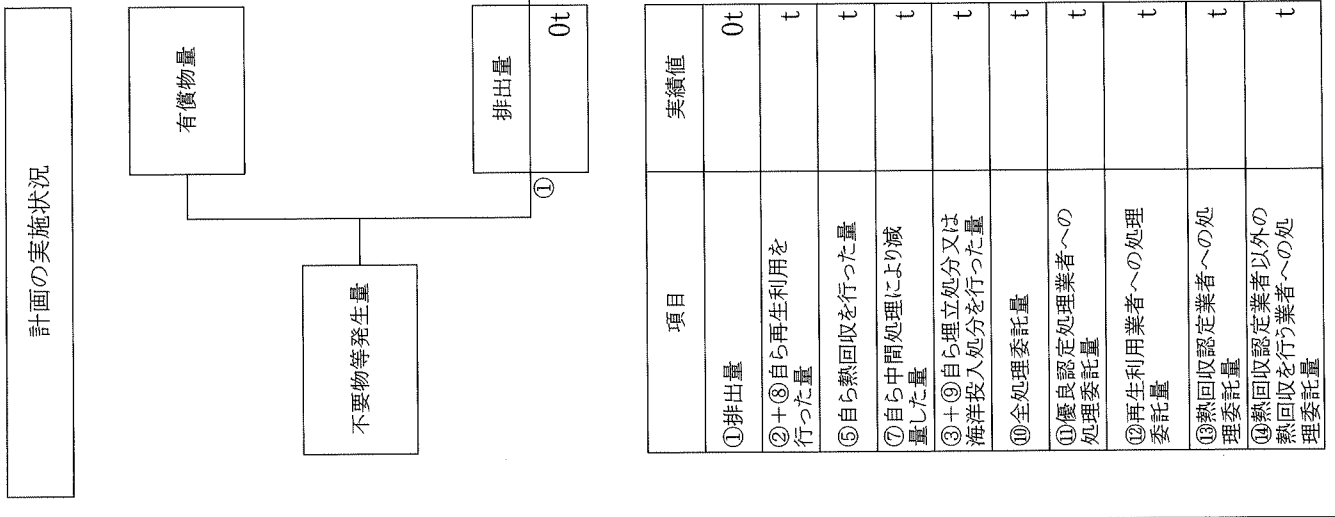 計画の実施状況
有償物量
不要物等発生量
①
排出量
0t
項目
実績値
①排出量
0t
②+⑧自ら再生利用を
行った量
t
⑤自ら熱回収を行った量
t
⑦自ら中間処理により減
量した量
t
③+⑨自ら埋立処分又は
海洋投入処分を行った量
t
⑩全処理委託量
t
⑪優良認定処理業者への
処理委託量
t
⑫再生利用業者への処理
委託量
t
⑬熱回収認定業者への処
理委託量
t
⑭熱回収認定業者以外の
熱回収を行う業者への処
理委託量
t